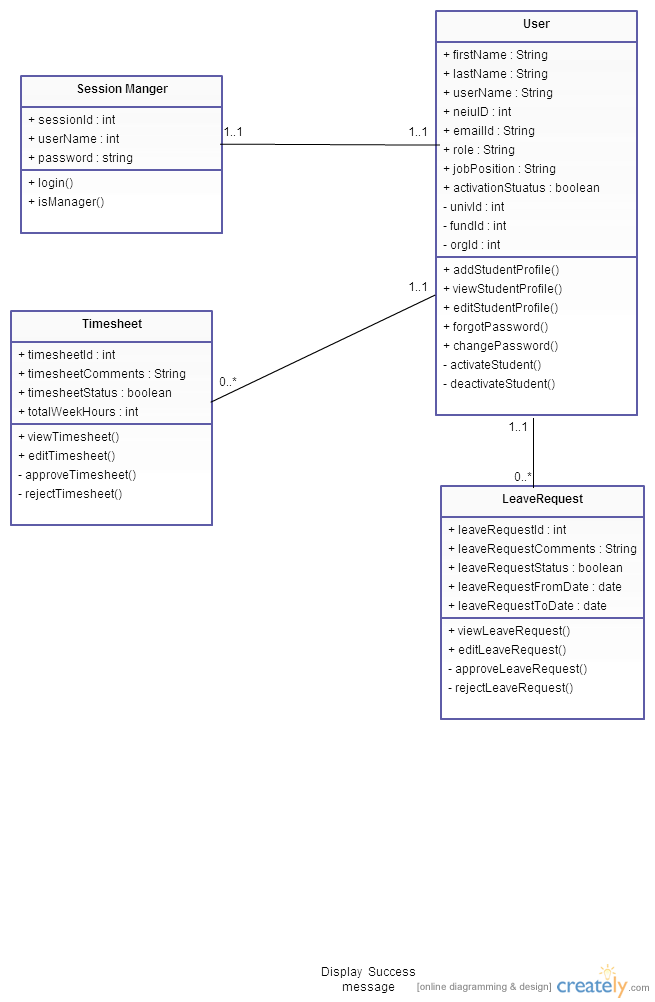 User
+ firstName : String
+ lastName : String
+ userName : String
+ neiuID : int
+ emailId : String
+ role : String
+ jobPosition : String
+ activationStuatus : boolean
- univId : int
- fundId : int
- orgId : int
+ addStudentProfile()
+ viewStudentProfile()
+ editStudentProfile()
+ forgotPassword()
+ changePassword()
- activateStudent()
- deactivateStudent()
Session Manger
+ sessionId : int
+ userName : int
+ password : string
+ login()
+ isManager()
1..1
1..1
1..1
0..*
Timesheet
+ timesheetId : int
+ timesheetComments : String
+ timesheetStatus : boolean
+ totalWeekHours : int
+ viewTimesheet()
+ editTimesheet()
- approveTimesheet()
- rejectTimesheet()
1..1
0..*
LeaveRequest
+ leaveRequestId : int
+ leaveRequestComments : String
+ leaveRequestStatus : boolean
+ leaveRequestFromDate : date
+ leaveRequestToDate : date
+ viewLeaveRequest()
+ editLeaveRequest()
- approveLeaveRequest()
- rejectLeaveRequest()
Display Success
message
[online diagramming & design] creately.com